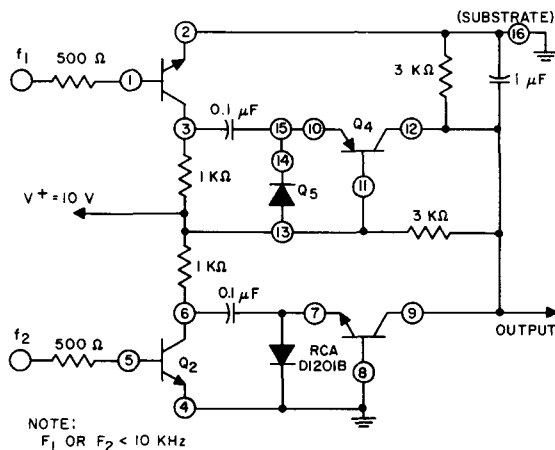 (SUBSTRATE)
2
16
f1
500 Ω
1
3 KΩ
1 μF
0.1 μF
Q4
3
15
10
12
14
11
1 KΩ
Q5
V+ = 10 V
13
3 KΩ
1 KΩ
0.1 μF
6
7
9
OUTPUT
f2
500 Ω
5
Q2
RCA
D1201B
8
4
NOTE:
F1 OR F2 < 10 KHz